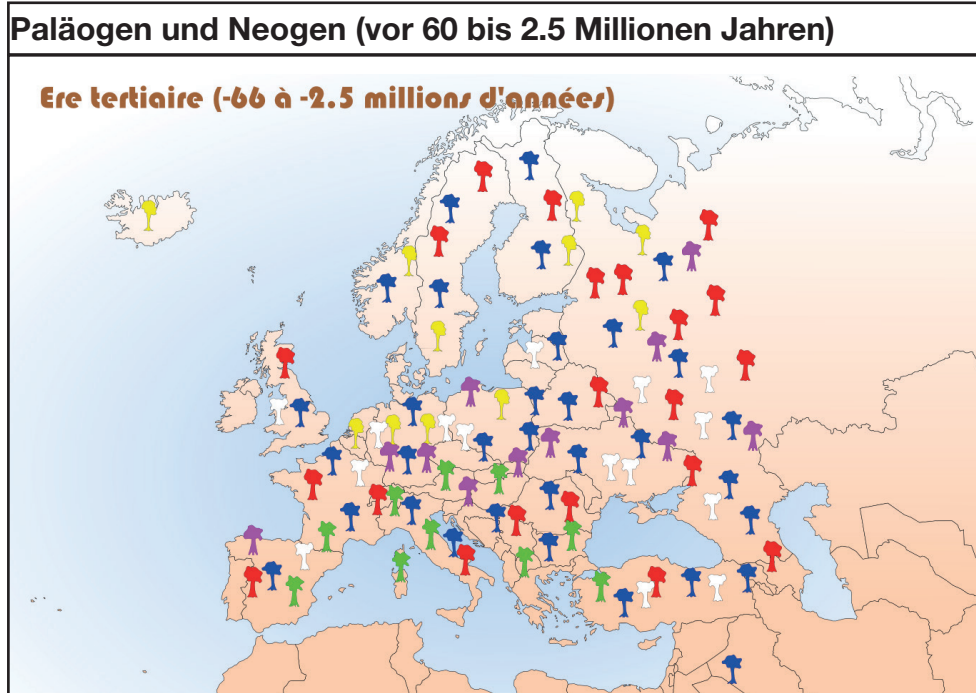 Paläogen und Neogen (vor 60 bis 2.5 Millionen Jahren)
Ere tertiaire (-66 à -2.5 millions d'années)